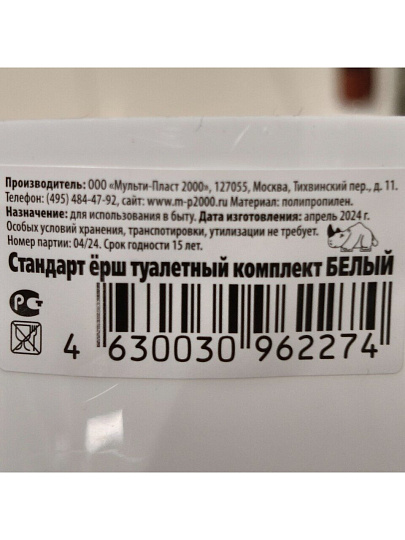 Производитель: ООО «Мульти-Пласт 2000», 127055, Москва, Тихвинский пер., д. 11.
Телефон: (495) 484-47-92, сайт: www.m-p2000.ru Материал: полипропилен.
Назначение: для использования в быту. Дата изготовления: апрель 2024 г.
Особых условий хранения, транспотировки, утилизации не требует.
Номер партии: 04/24. Срок годности 15 лет.
Стандарт ёрш туалетный комплект БЕЛЫЙ
РСТ
4 630030 962274